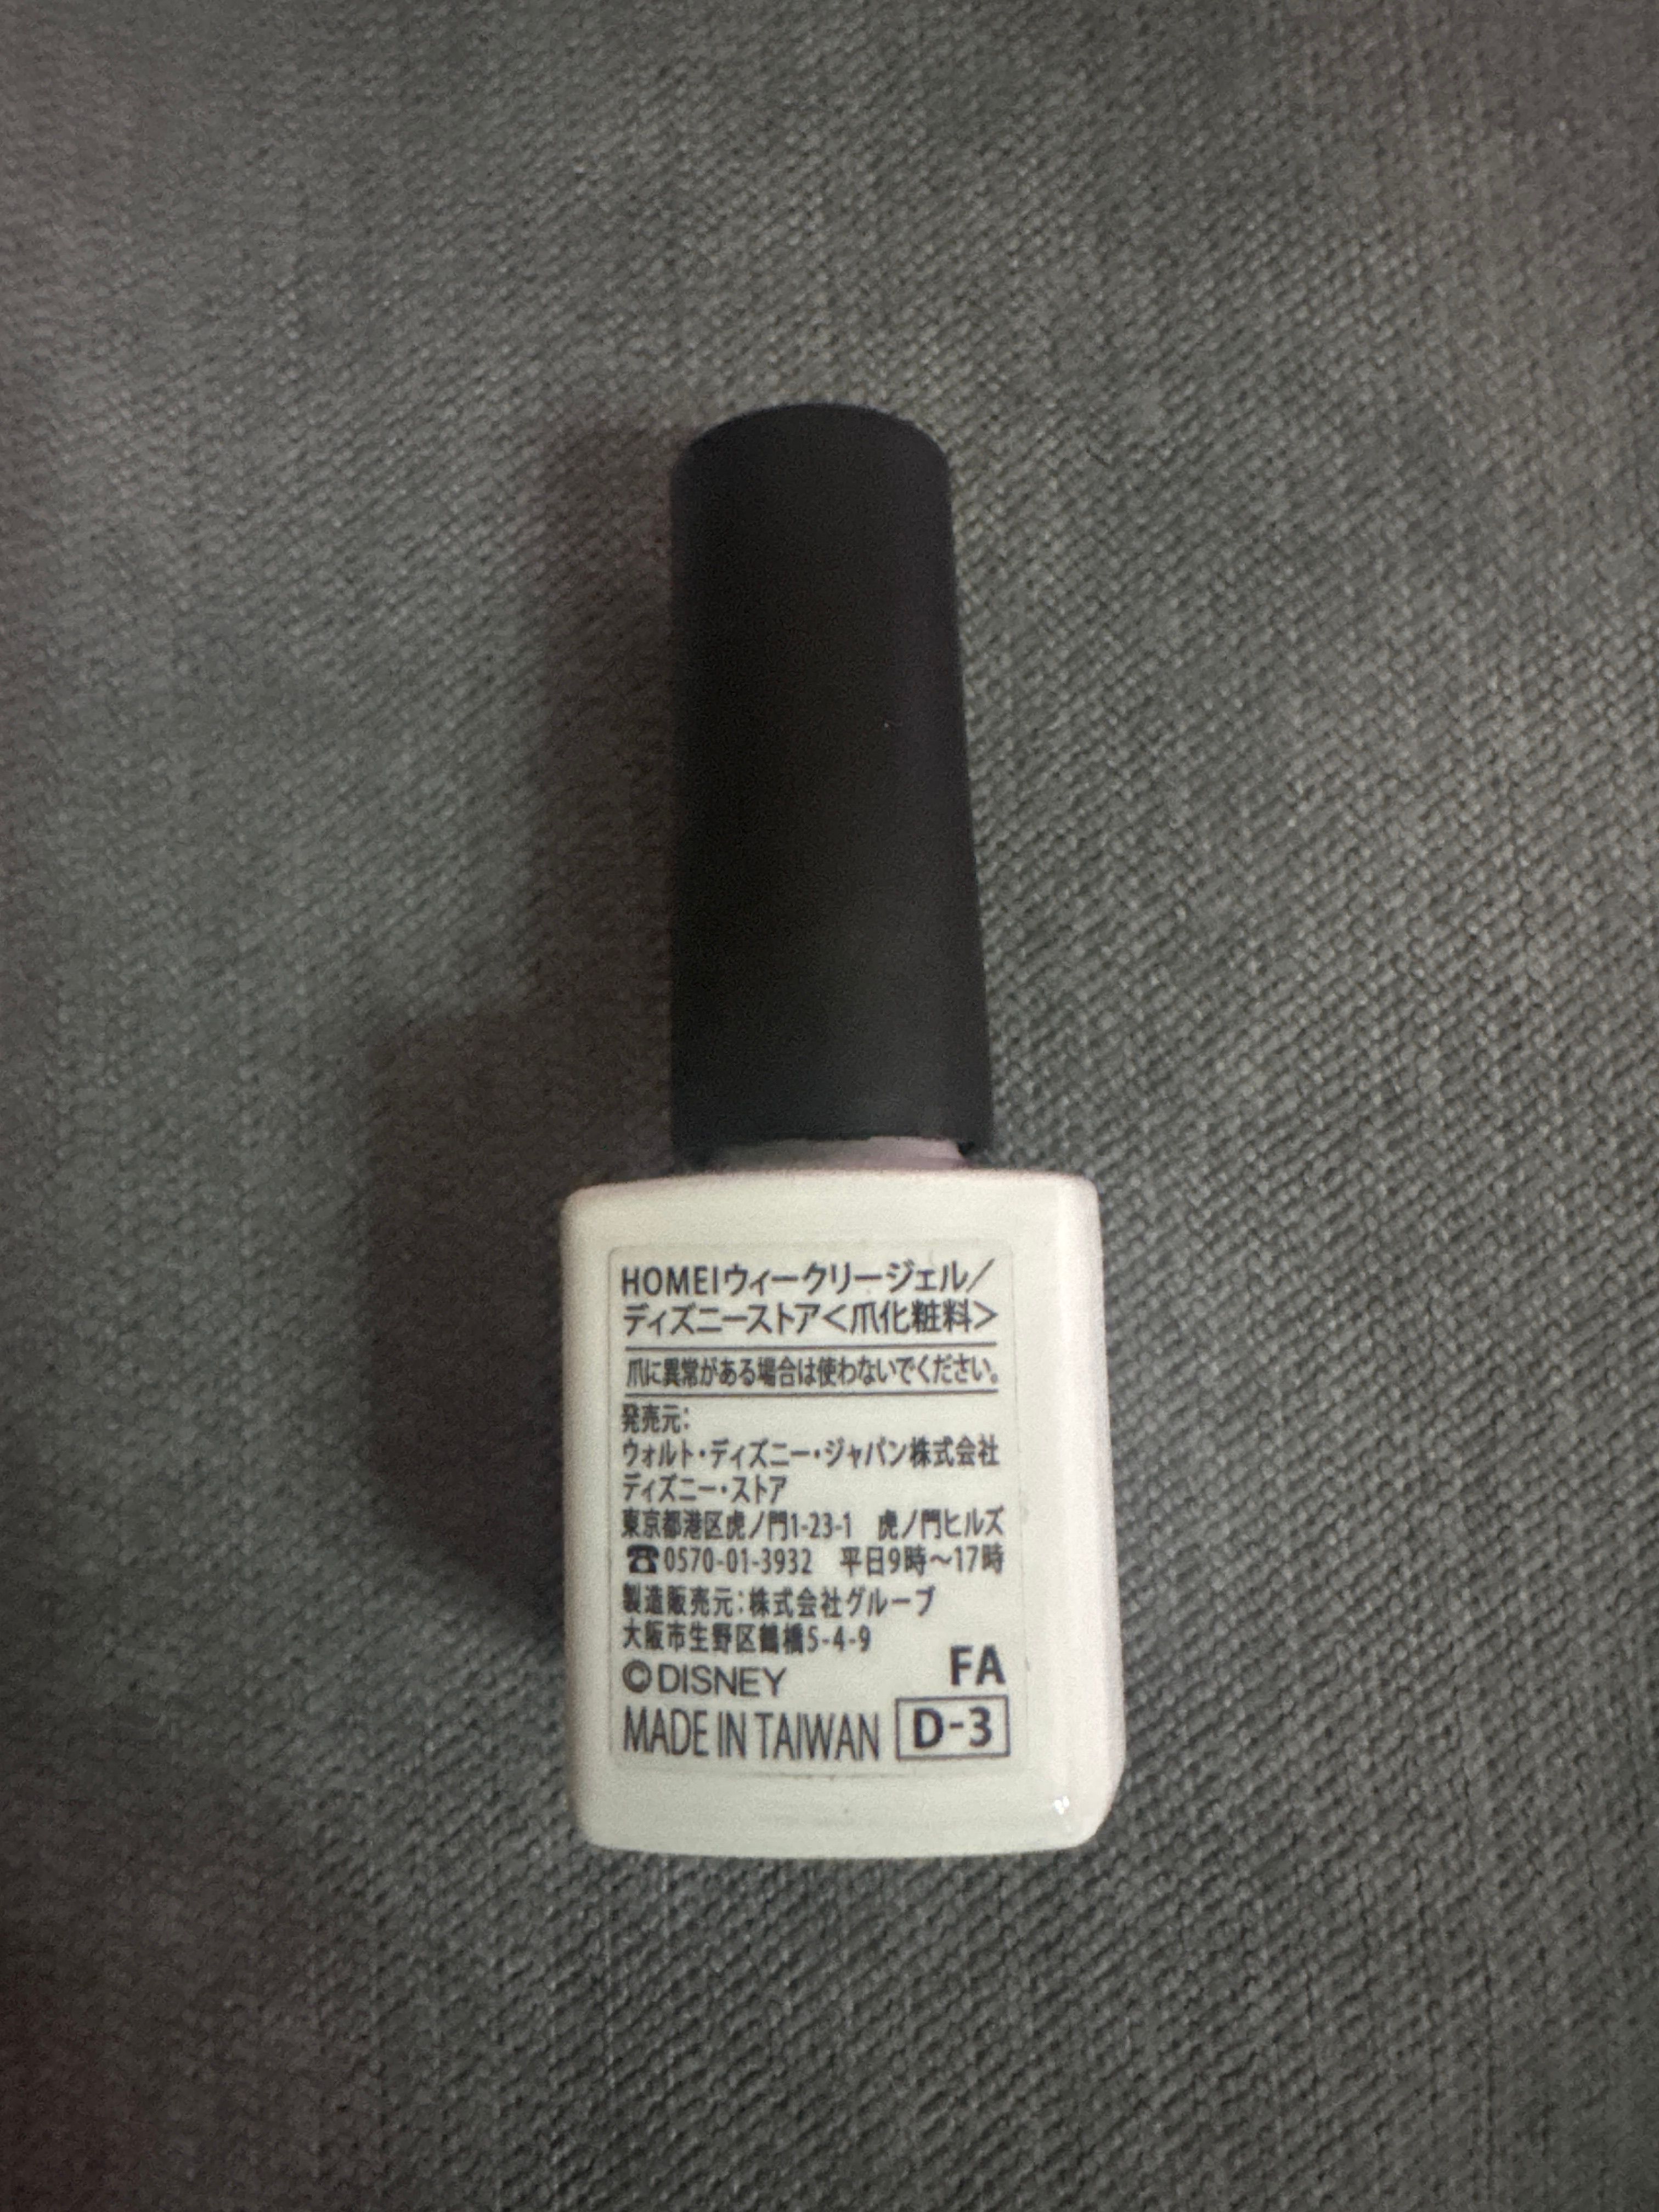 HOMEIウィークリージェル／
ディズニーストア＜爪化粧料＞
爪に異常がある場合は使わないでください。
発売元：
ウォルト・ディズニー・ジャパン株式会社
ディズニー・ストア
東京都港区虎ノ門1-23-1　虎ノ門ヒルズ
☎0570-01-3932　平日9時～17時
製造販売元：株式会社グループ
大阪市生野区鶴橋5-4-9
©DISNEY
FA
MADE IN TAIWAN D-3